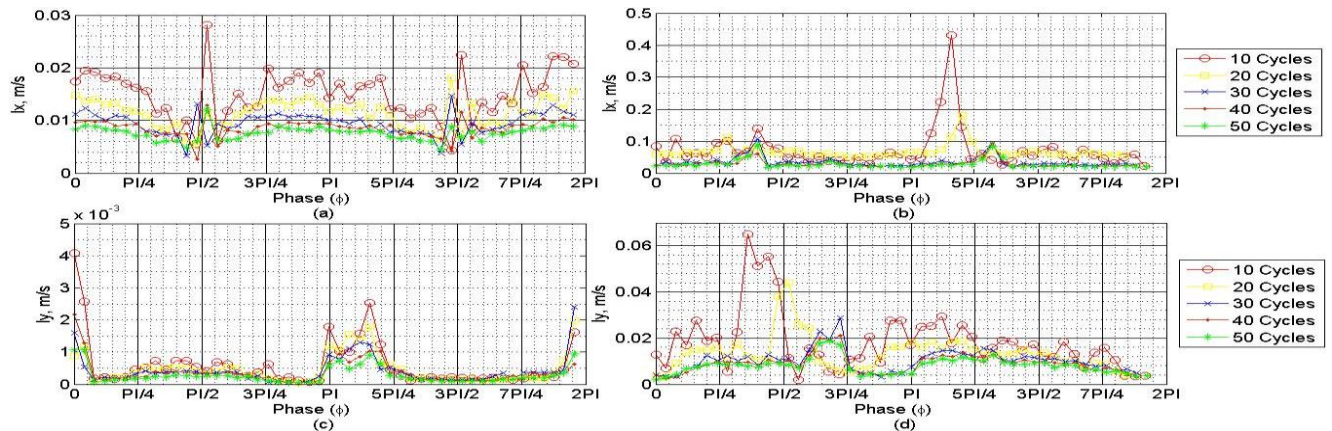 0.03
0.02
0.01
0
Ix, m/s
0 PI/4 PI/2 3PI/4 PI 5PI/4 3PI/2 7PI/4 2PI
Phase (ϕ)
(a)
0.5
0.4
0.3
0.2
0.1
0
Ix, m/s
0 PI/4 PI/2 3PI/4 PI 5PI/4 3PI/2 7PI/4 2PI
Phase (ϕ)
(b)
10 Cycles
20 Cycles
30 Cycles
40 Cycles
50 Cycles
× 10⁻³
5
4
3
2
1
0
Iy, m/s
0 PI/4 PI/2 3PI/4 PI 5PI/4 3PI/2 7PI/4 2PI
Phase (ϕ)
(c)
0.06
0.04
0.02
0
Iy, m/s
0 PI/4 PI/2 3PI/4 PI 5PI/4 3PI/2 7PI/4 2PI
Phase (ϕ)
(d)
10 Cycles
20 Cycles
30 Cycles
40 Cycles
50 Cycles